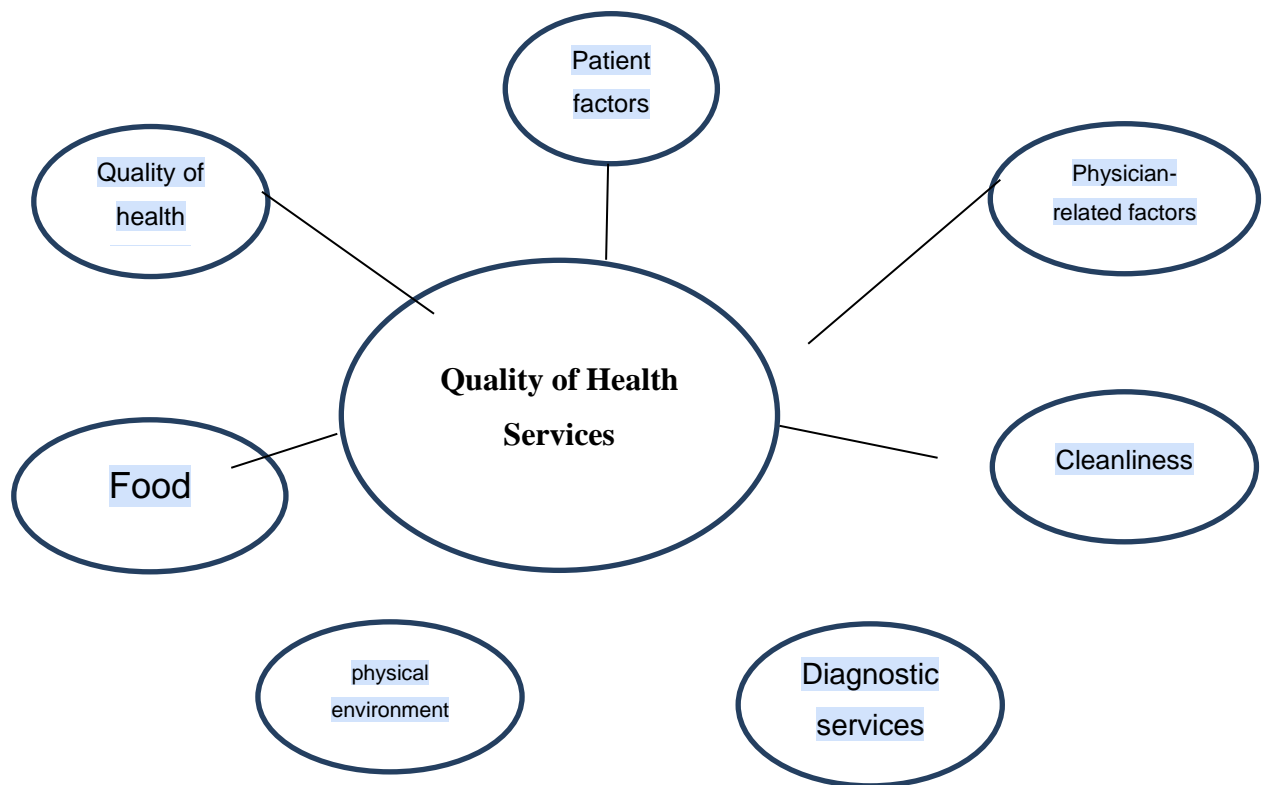 Patient
factors
Quality of
health
Physician-
related factors
Quality of Health
Services
Cleanliness
Food
physical
environment
Diagnostic
services